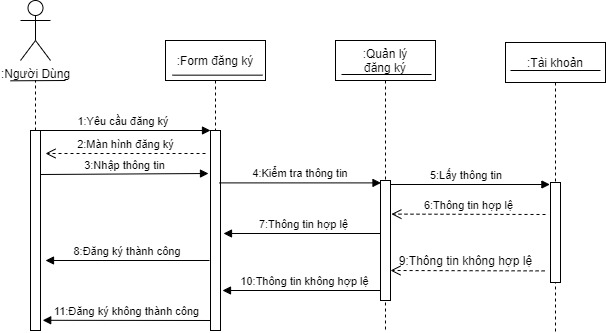 :Người Dùng
:Form đăng ký
:Quản lý
đăng ký
:Tài khoản
1:Yêu cầu đăng ký
2:Màn hình đăng ký
3:Nhập thông tin
4:Kiểm tra thông tin
5:Lấy thông tin
6:Thông tin hợp lệ
7:Thông tin hợp lệ
8:Đăng ký thành công
9:Thông tin không hợp lệ
10:Thông tin không hợp lệ
11:Đăng ký không thành công